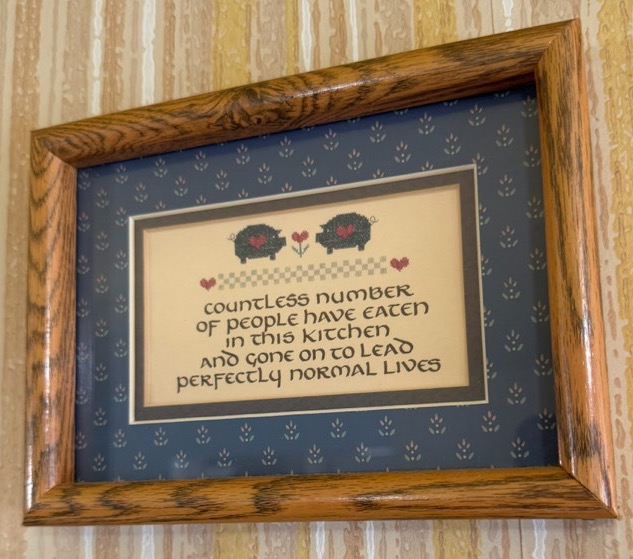 COUNTLESS NUMBER
OF PEOPLE HAVE EATEN
IN THIS KITCHEN
AND GONE ON TO LEAD
PERFECTLY NORMAL LIVES